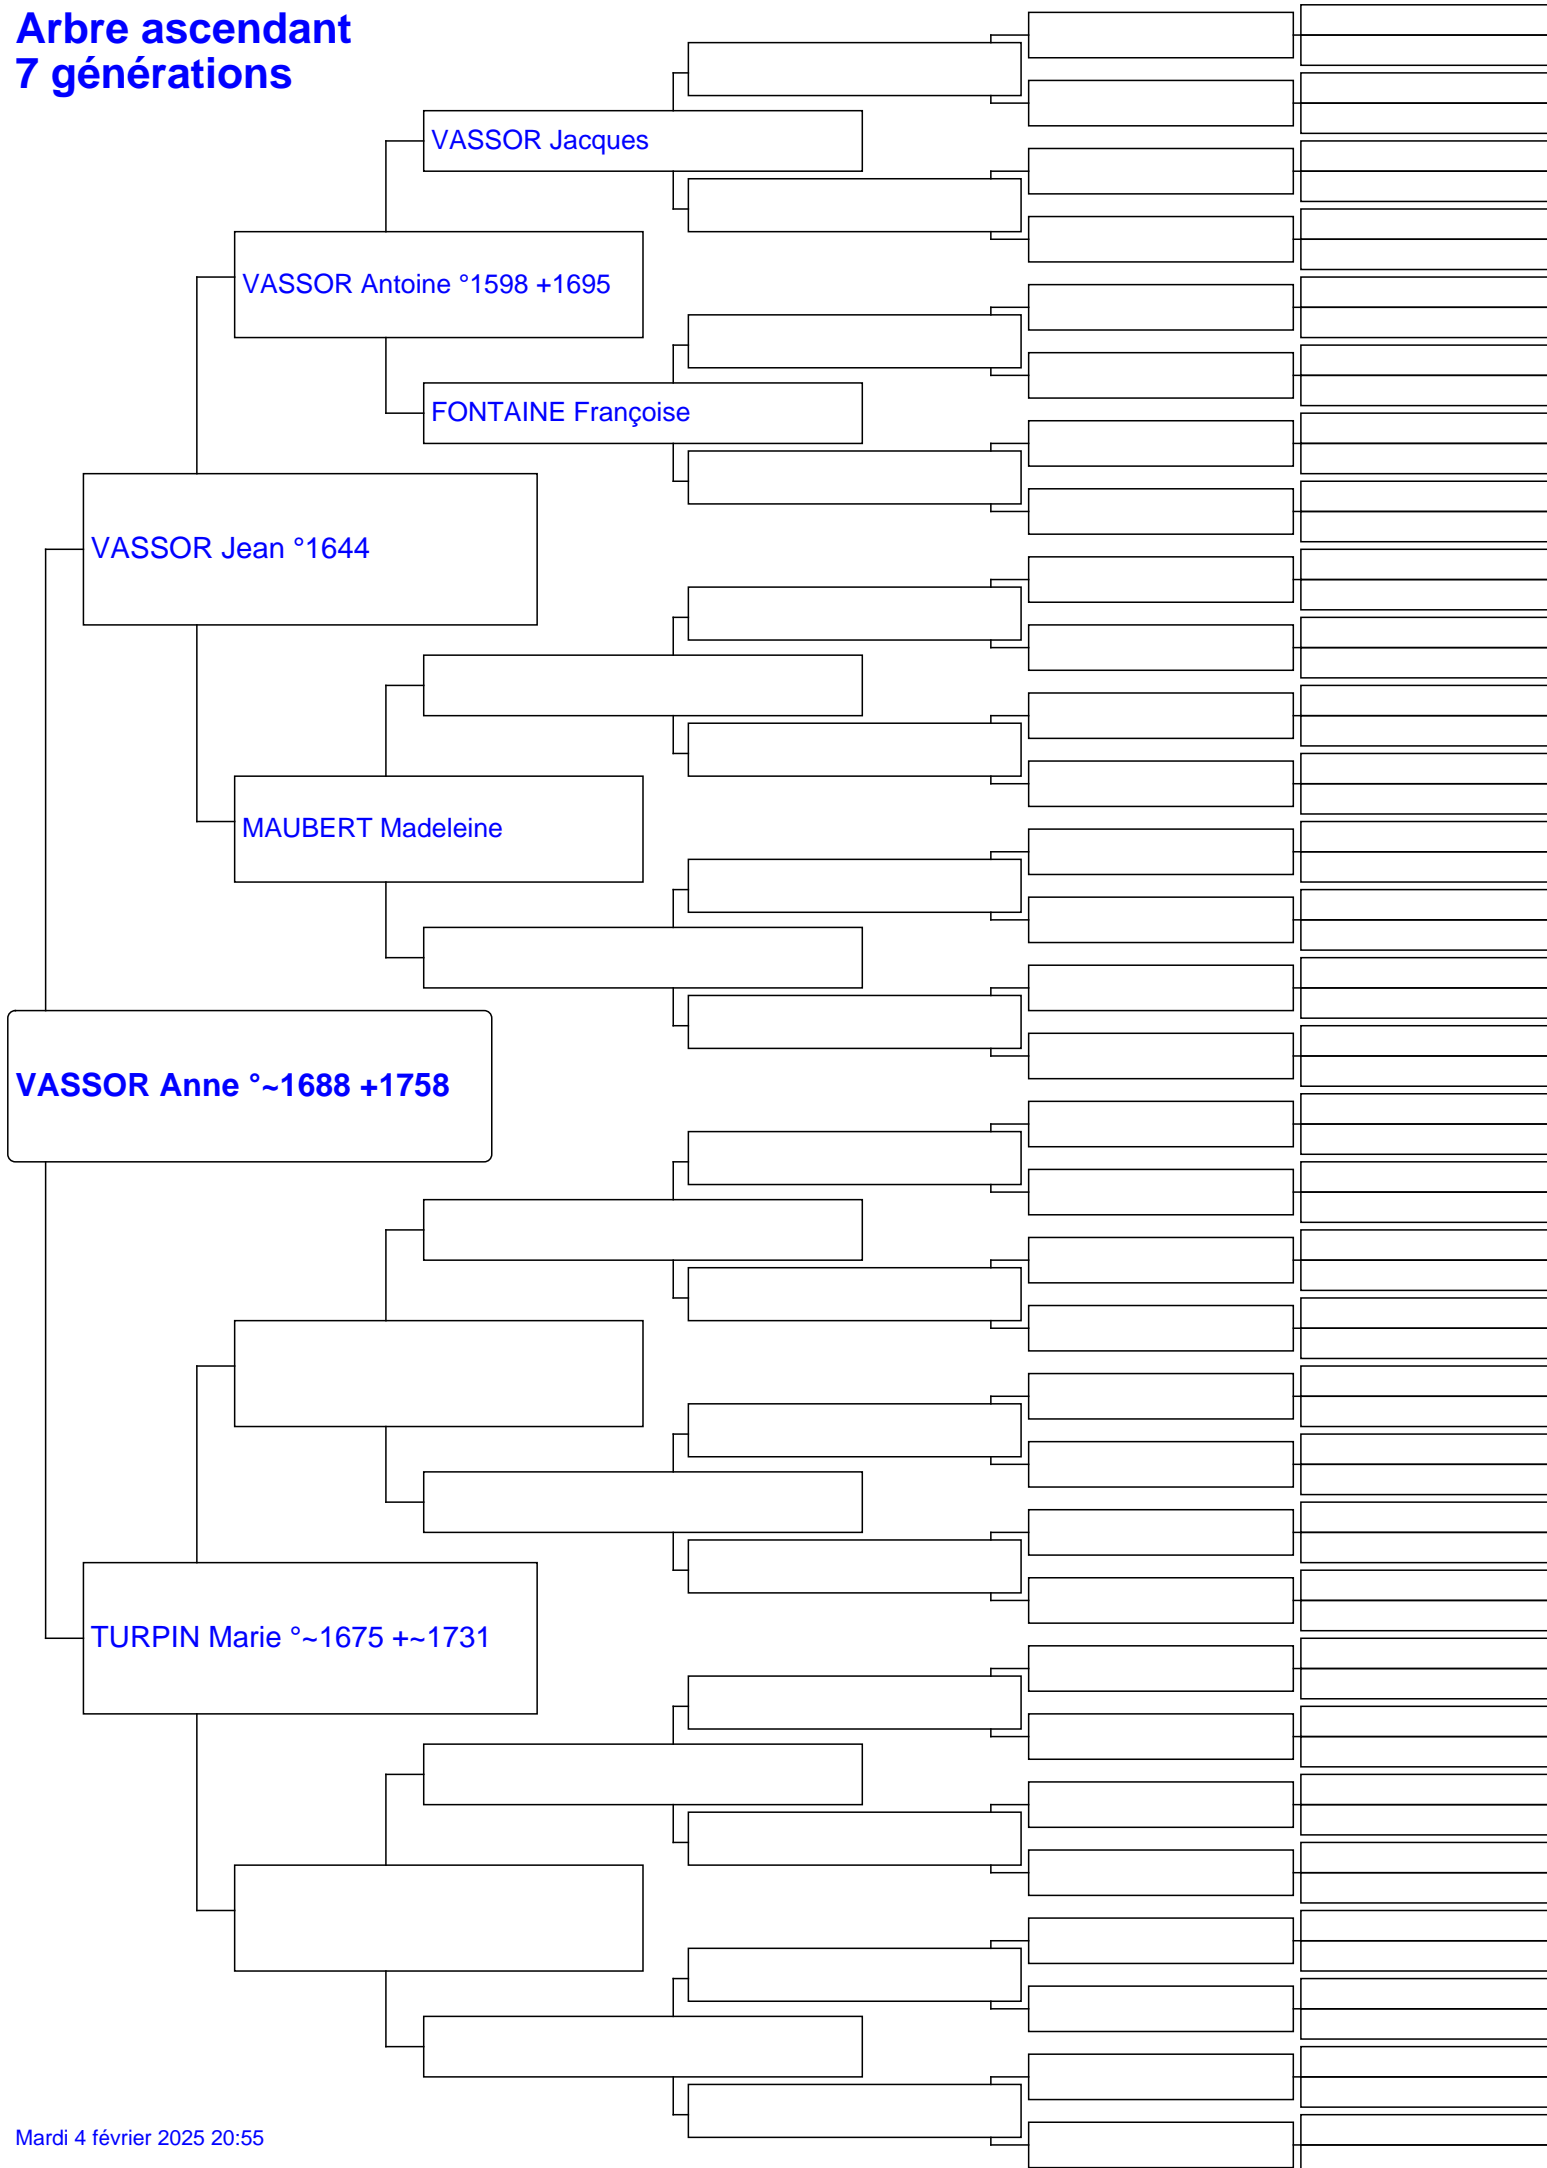 Arbre ascendant
7 générations
VASSOR Jacques
VASSOR Antoine °1598 +1695
FONTAINE Françoise
VASSOR Jean °1644
MAUBERT Madeleine
VASSOR Anne °~1688 +1758
TURPIN Marie °~1675 +~1731
Mardi 4 février 2025 20:55